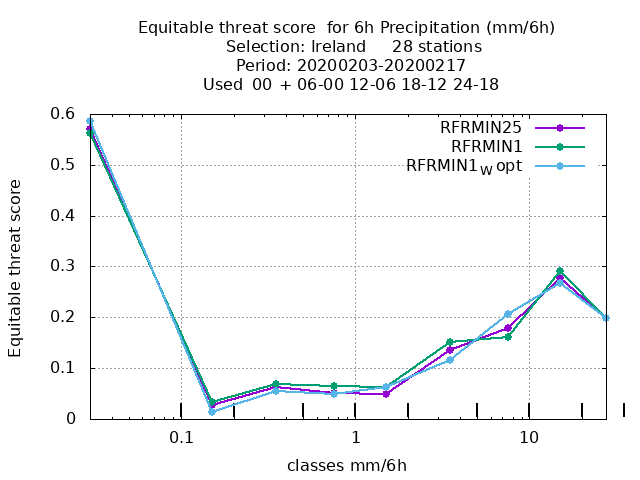 Equitable threat score  for 6h Precipitation (mm/6h)
Selection: Ireland     28 stations
Period: 20200203-20200217
Used  00  + 06-00 12-06 18-12 24-18
RFRMIN25
RFRMIN1
RFRMIN1W opt
0.6
0.5
0.4
0.3
0.2
0.1
0
Equitable threat score
0.1
1
10
classes mm/6h